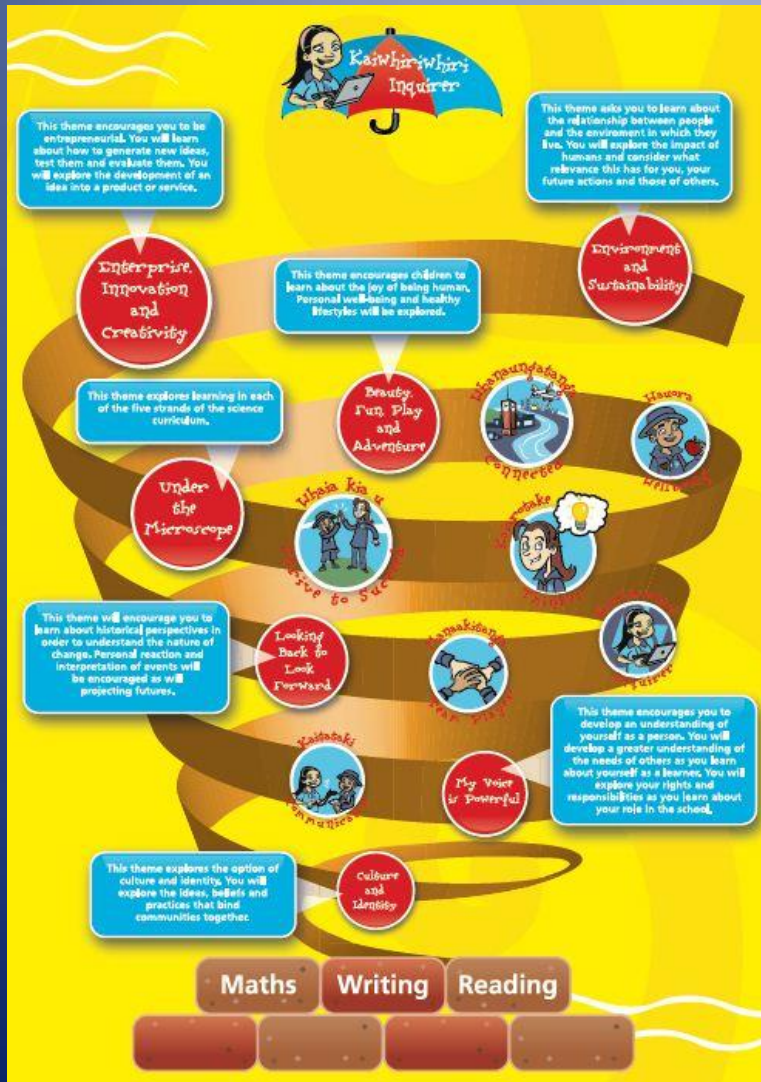 Kaiwhiriwhiri
Inquirer
This theme encourages you to be
entrepreneurial. You will learn
about how to generate new ideas,
test them and evaluate them. You
will explore the development of an
idea into a product or service.
This theme asks you to learn about
the relationship between people
and the enviroment in which they
live. You will explore the impact of
humans and consider what
relevance this has for you, your
future actions and those of others.
Enterprise,
Innovation
and
Creativity
Environment
and
Sustainability
This theme encourages children to
learn about the joy of being human.
Personal well-being and healthy
lifestyles will be explored.
Beauty,
Fun, Play
and
Adventure
Whanaungatanga
Connected
Hauora
This theme explores learning in each
of the five strands of the science
curriculum.
Under
the
Microscope
Whaia kia u
to
Looking
Back to
Look
Forward
This theme will encourage you to
learn about historical perspectives in
order to understand the nature of
change. Personal reaction and
interpretation of events will
be encouraged as will
projecting futures.
Manaakitanga
Team Player
This theme encourages you to
develop an understanding of
yourself as a person. You will
develop a greater understanding of
the needs of others as you learn
about yourself as a learner. You will
explore your rights and
responsibilities as you learn about
your role in the school.
My Voice
is Powerful
This theme explores the option of
culture and identity. You will
explore the ideas, beliefs and
practices that bind
communities together.
Culture
and
Identity
Maths
Writing
Reading